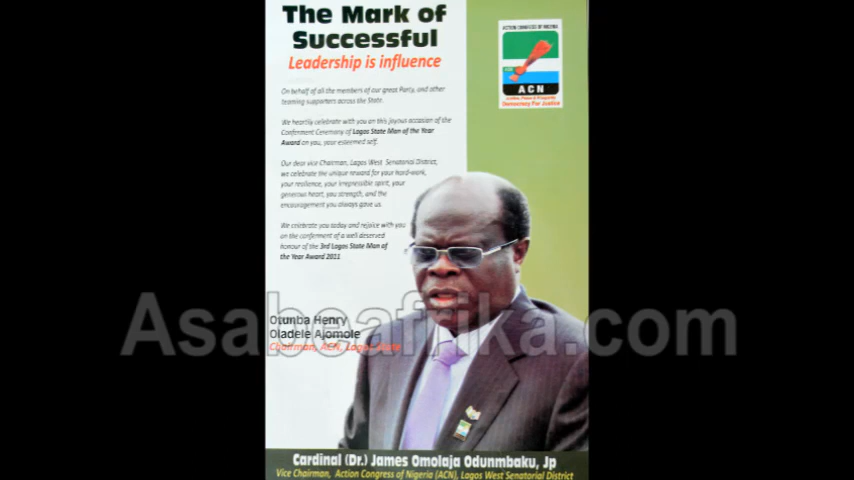 The Mark of
Successful
Leadership is influence
ACTION CONGRESS OF NIGERIA
ACN
Democracy For Justice
On behalf of all the members of our great Party, and other
teaming supporters across the State.
We heartily celebrate with you on this joyous occasion of the
Conferment Ceremony of Lagos State Man of the Year
Award on you, your esteemed self.
Our dear vice Chairman, Lagos West Senatorial District,
we celebrate the unique reward for your hard-work,
your resilience, your irrepressible spirit, your
generous heart, you strength, and the
encouragement you always gave us.
We celebrate you today and rejoice with you
on the conferment of a well deserved
honour of the 3rd Lagos State Man of
the Year Award 2011
Otunba Henry
Oladele Ajomole
Chairman, ACN, Lagos State
Asabeafrika.com
Cardinal (Dr.) James Omolaja Odunmbaku, Jp
Vice Chairman, Action Congress of Nigeria (ACN), Lagos West Senatorial District